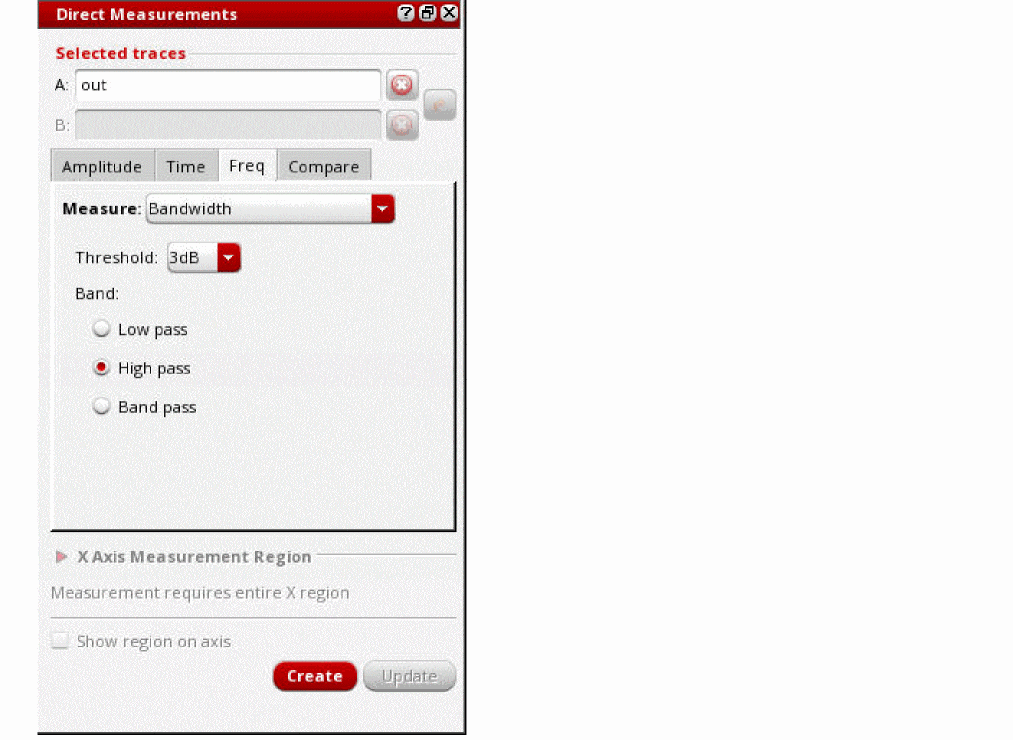 Direct Measurements
Selected traces
A: out
B:
Amplitude Time Freq Compare
Measure: Bandwidth
Threshold: 3dB
Band:
Low pass
High pass
Band pass
X Axis Measurement Region
Measurement requires entire X region
Show region on axis
Create Update